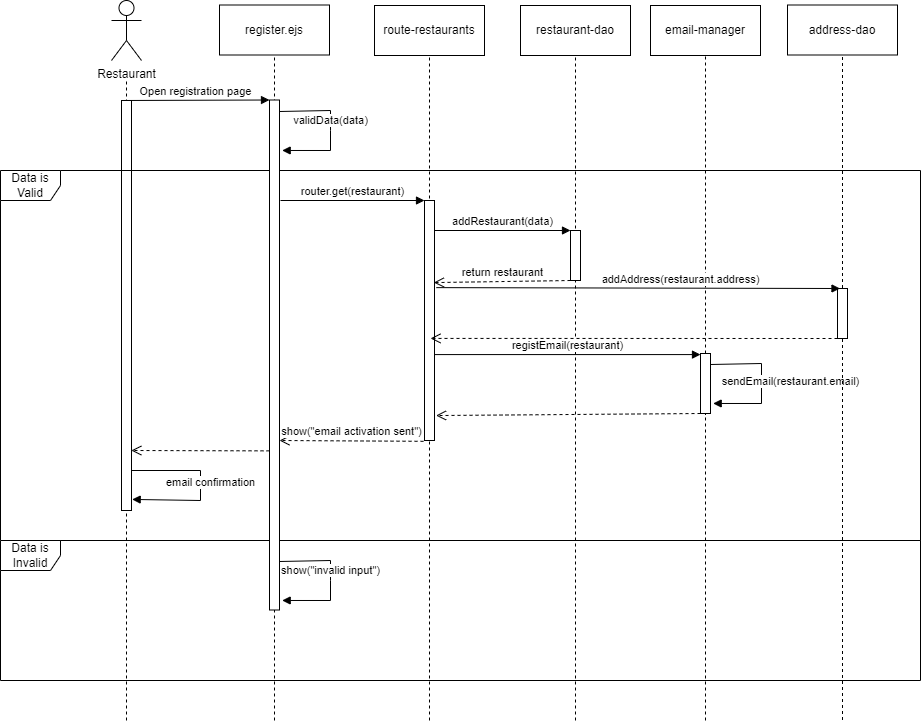 Restaurant
register.ejs
route-restaurants
restaurant-dao
email-manager
address-dao
Open registration page
validData(data)
Data is
Valid
router.get(restaurant)
addRestaurant(data)
return restaurant
addAddress(restaurant.address)
registEmail(restaurant)
sendEmail(restaurant.email)
show("email activation sent")
email confirmation
Data is
Invalid
show("invalid input")